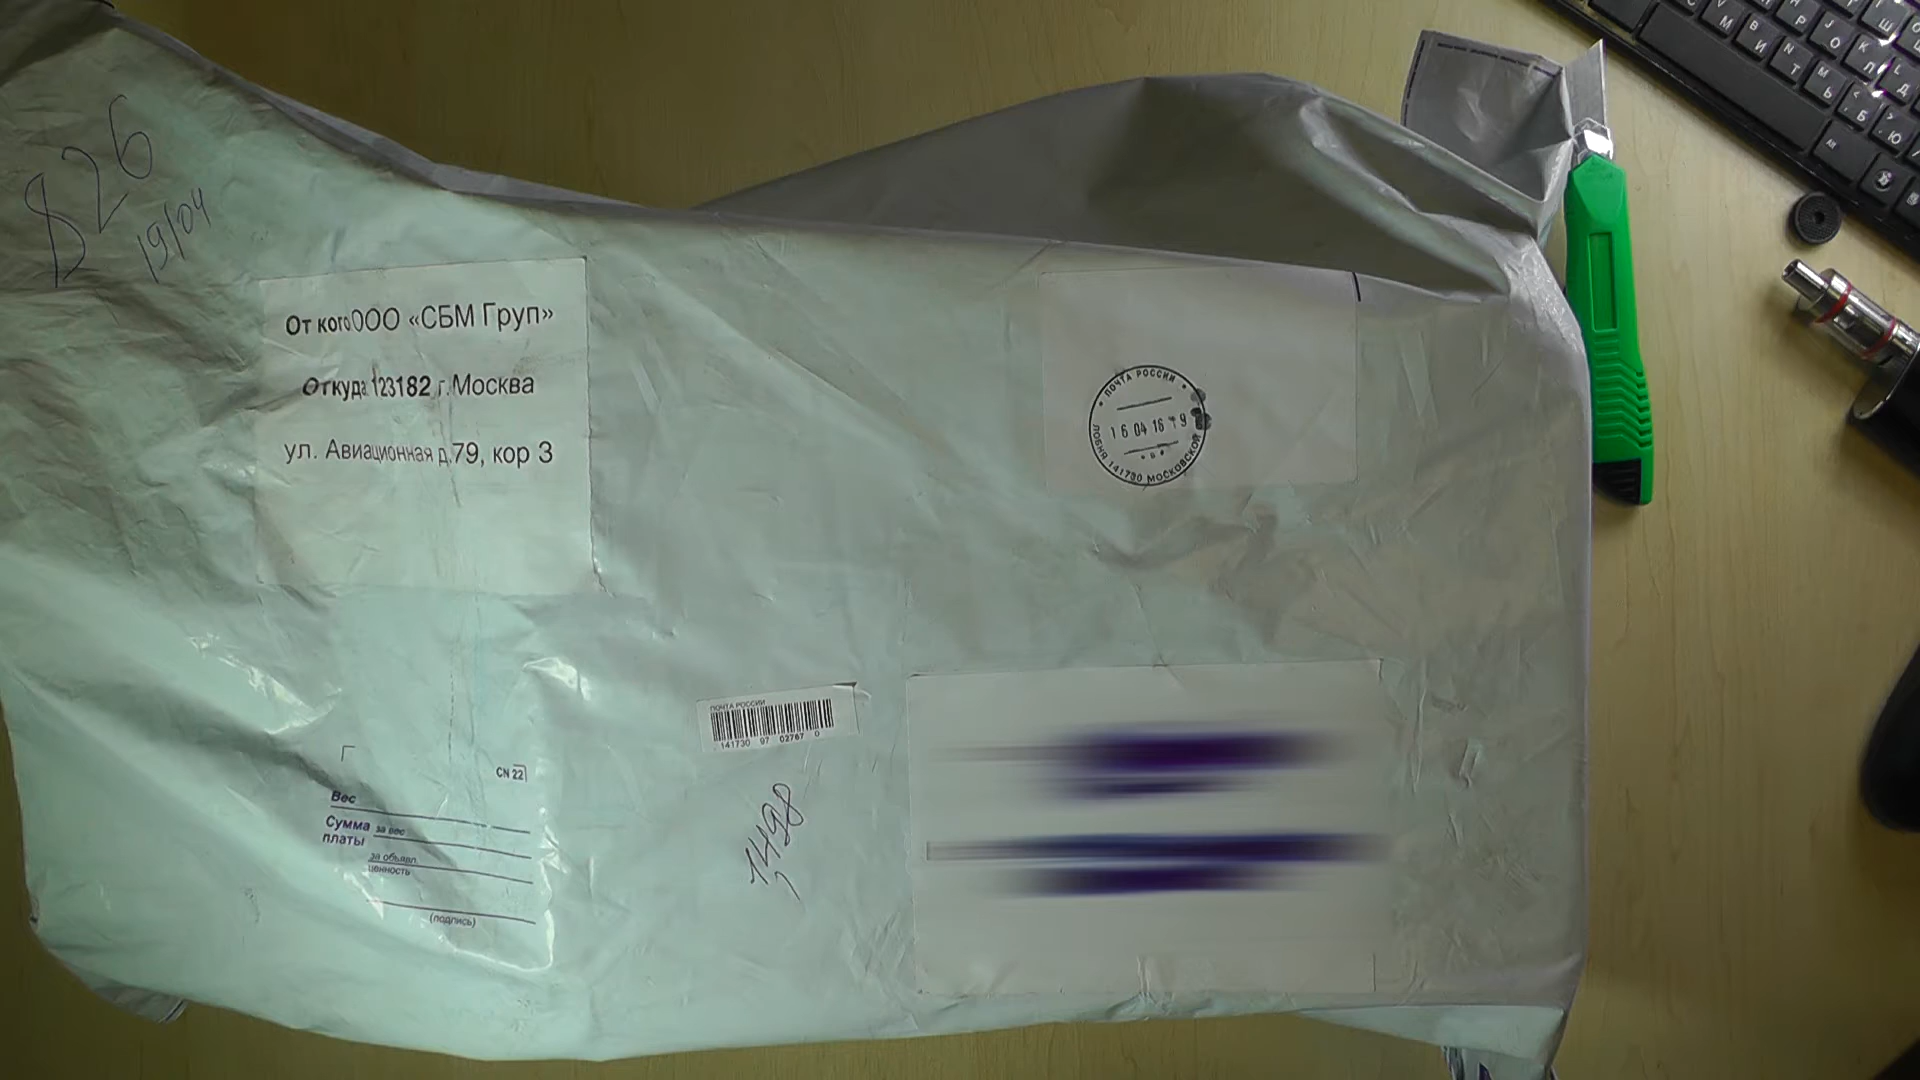 826
19/04
От кого ООО «СБМ Груп»
Откуда 123182 г. Москва
ул. Авиационная д.79, кор 3
ПОЧТА РОССИИ
16 04 16 19
ЛОБНЯ 141730 МОСКОВСКОЙ
ПОЧТА РОССИИ
141730 97 02767 0
CN 22
Вес
Сумма за вес
платы
за объявл.
ценность
(подпись)